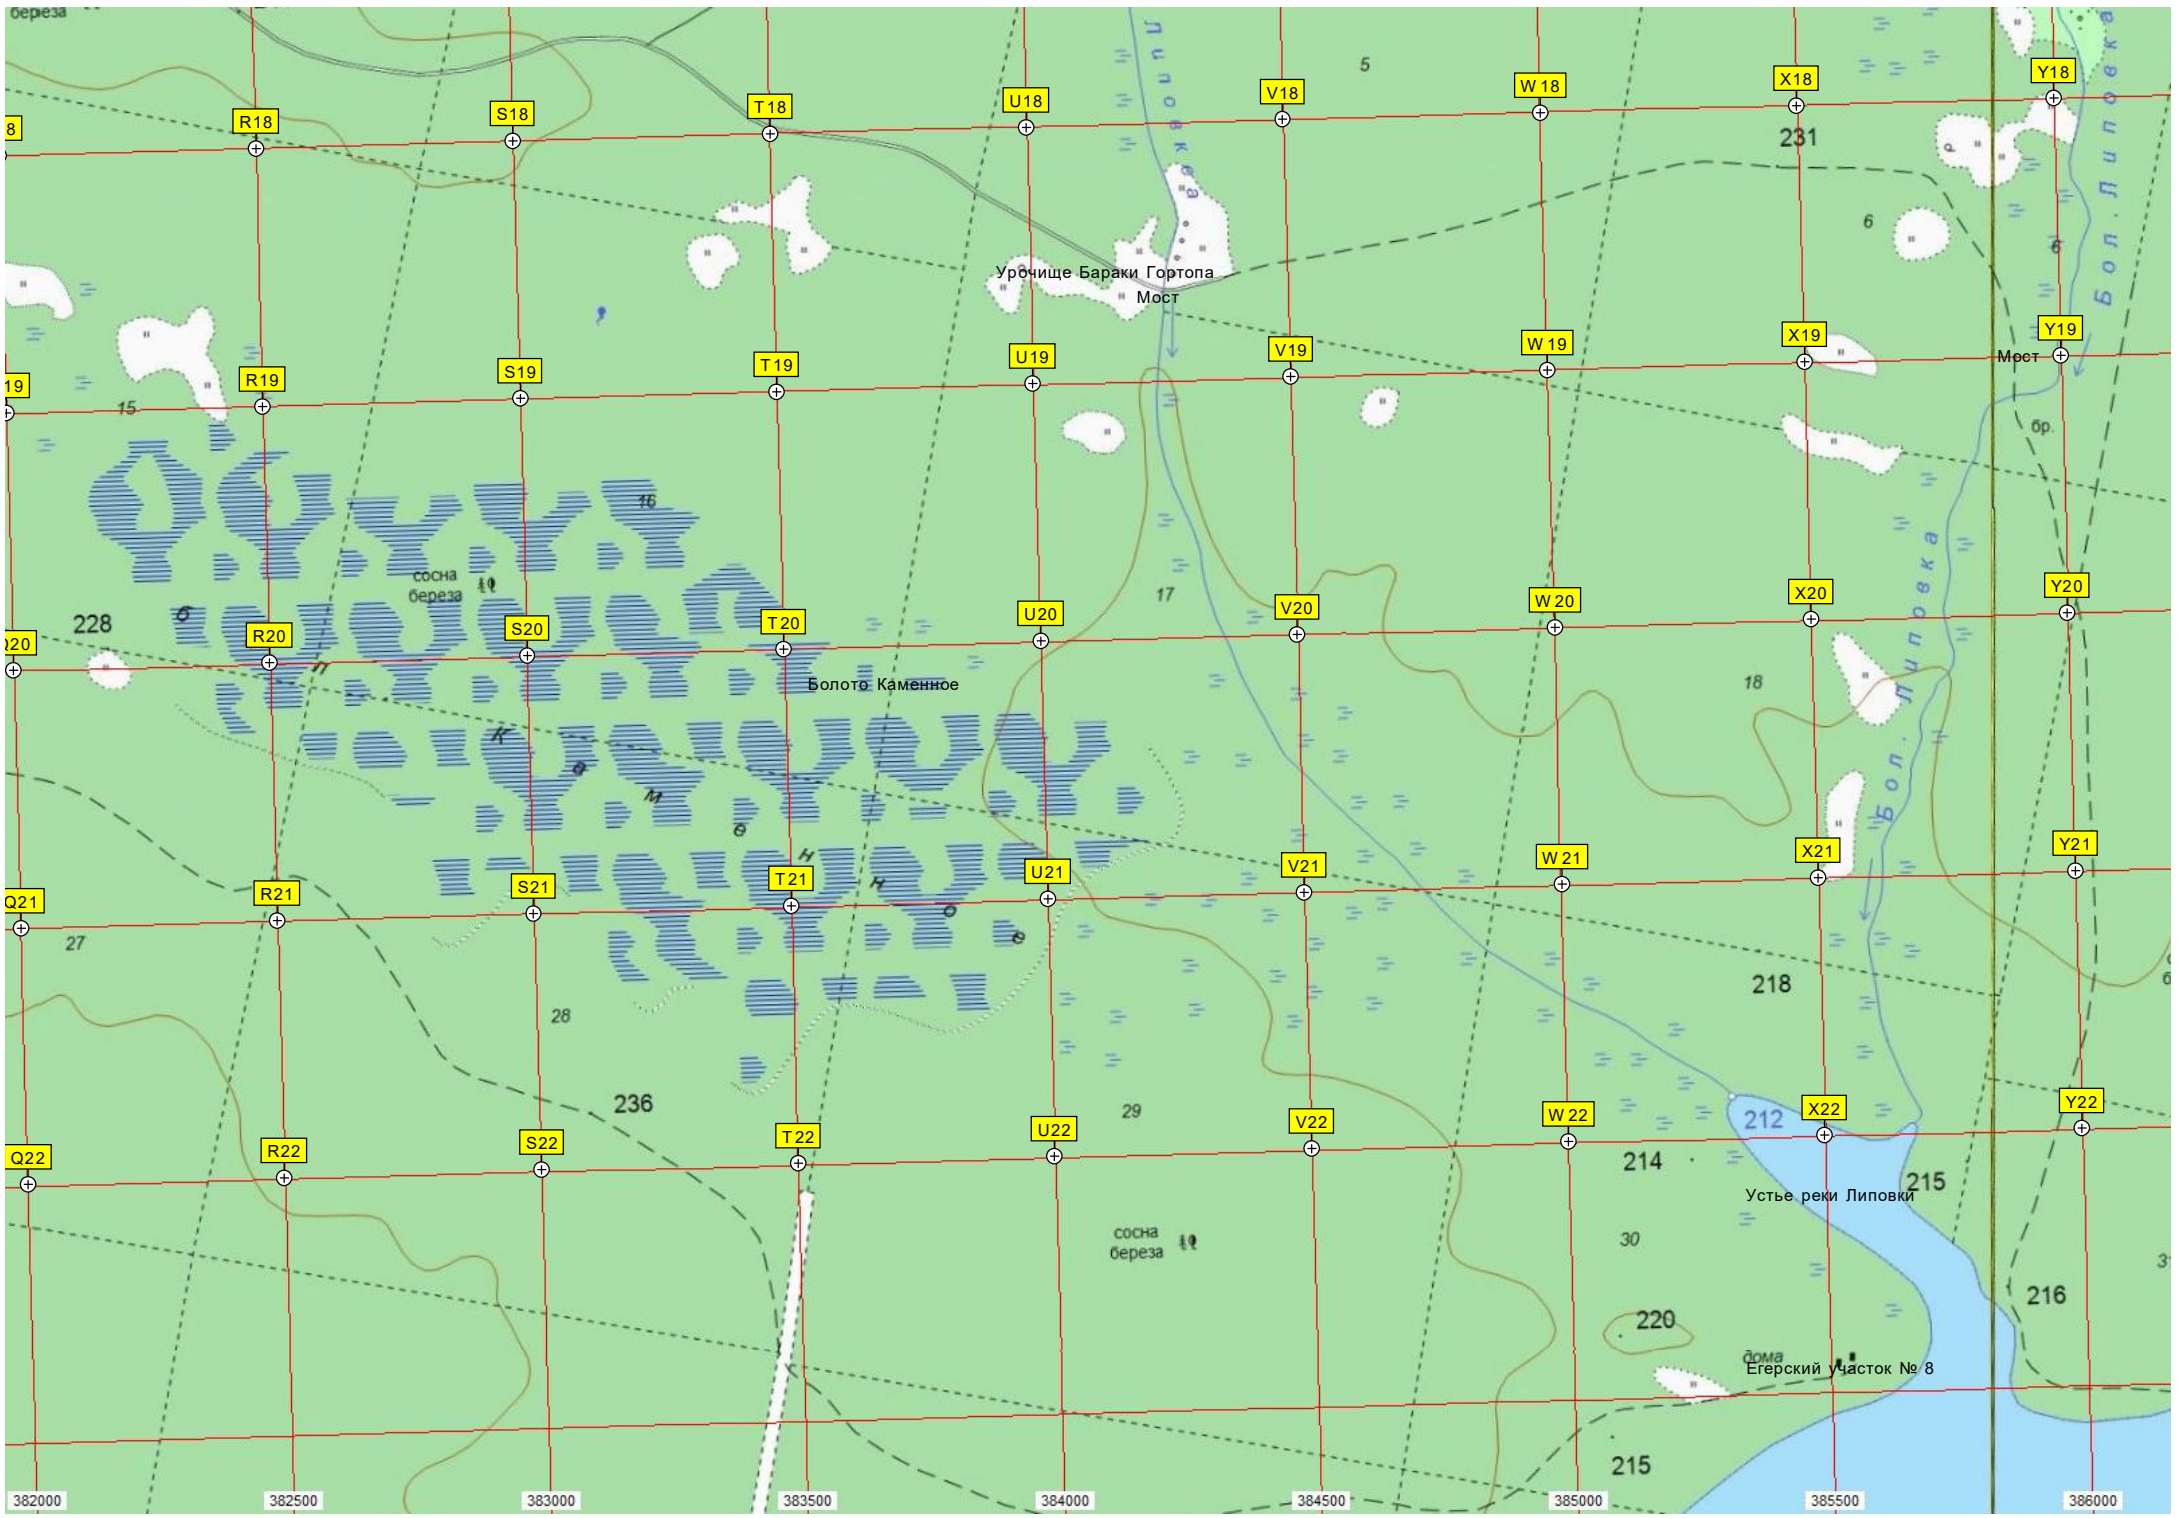 береза
Липовка
5
Y18
X18
W18
V18
U18
T18
S18
R18
8
231
р
6
6
Бол. Липовка
Урочище Бараки Гортопа
Мост
Y19
X19
W19
V19
U19
T19
S19
R19
19
Мост
15
бр.
16
сосна
береза
17
228
б
л
Y20
X20
W20
V20
U20
T20
S20
R20
Q20
Болото Каменное
Каменное
18
Бол. Липовка
Y21
X21
W21
V21
U21
T21
S21
R21
Q21
27
218
28
236
29
212
Y22
X22
W22
V22
U22
T22
S22
R22
Q22
214
215
Устье реки Липовки
сосна
береза
30
31
216
220
дома
Егерский участок № 8
215
382000 382500 383000 383500 384000 384500 385000 385500 386000